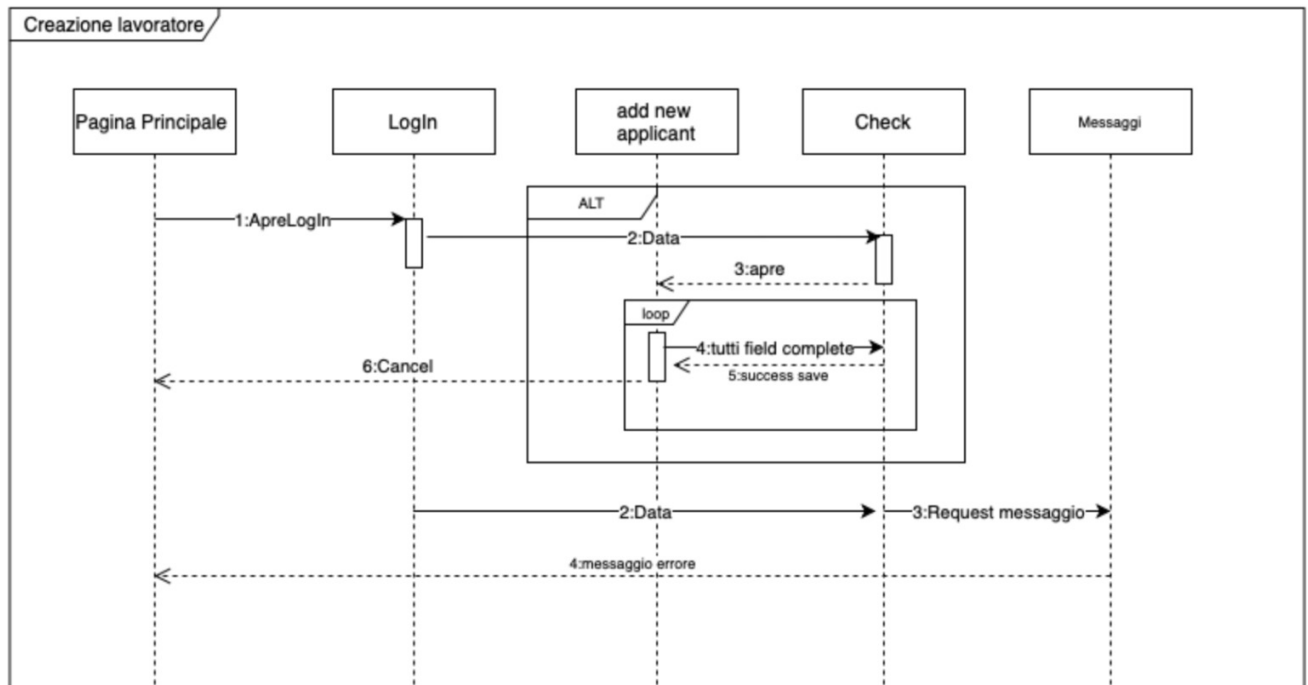 Creazione lavoratore
Pagina Principale
LogIn
add new
applicant
Check
Messaggi
ALT
1:ApreLogIn
2:Data
3:apre
loop
4:tutti field complete
5:success save
6:Cancel
2:Data
3:Request messaggio
4:messaggio errore